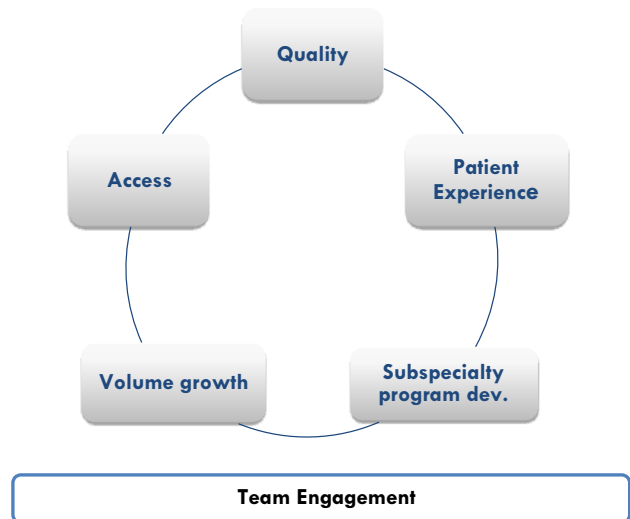 Quality
Access
Patient
Experience
Volume growth
Subspecialty
program dev.
Team Engagement